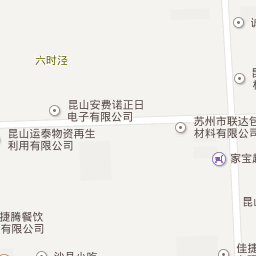 诚
六时泾
昆
昆山安费诺正日
电子有限公司
苏州市联达包
材料有限公司
昆山运泰物资再生
利用有限公司
家宝超
昆山
捷腾餐饮
有限公司
沙县小吃
佳捷